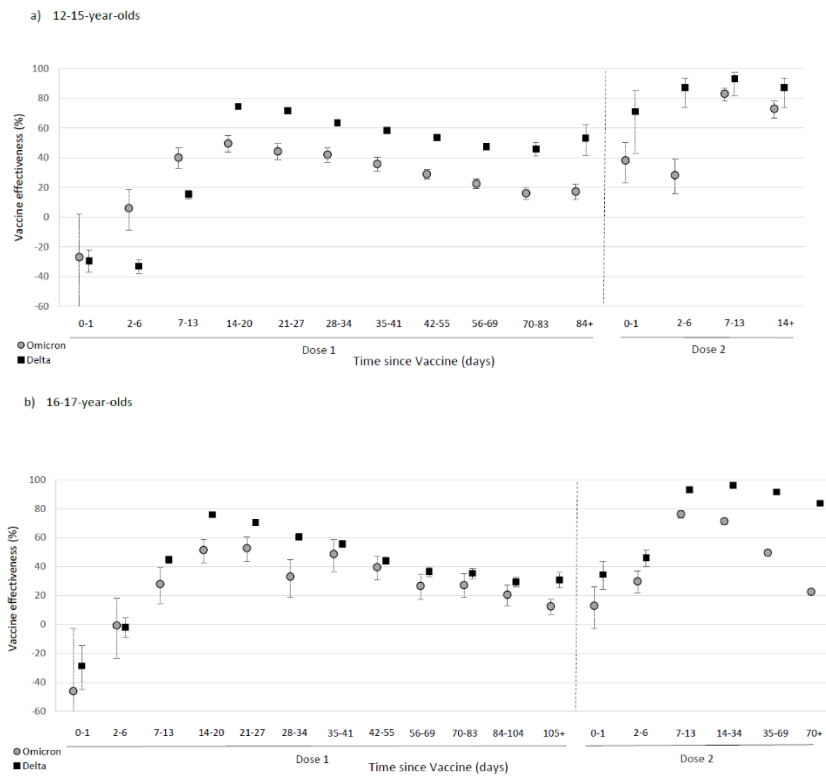 a) 12-15-year-olds
100
80
60
40
20
0
-20
-40
-60
Vaccine effectiveness (%)
0-1 2-6 7-13 14-20 21-27 28-34 35-41 42-55 56-69 70-83 84+ 0-1 2-6 7-13 14+
Omicron
Delta
Dose 1 Dose 2
Time since Vaccine (days)
b) 16-17-year-olds
100
80
60
40
20
0
-20
-40
-60
Vaccine effectiveness (%)
0-1 2-6 7-13 14-20 21-27 28-34 35-41 42-55 56-69 70-83 84-104 105+ 0-1 2-6 7-13 14-34 35-69 70+
Omicron
Delta
Dose 1 Dose 2
Time since Vaccine (days)